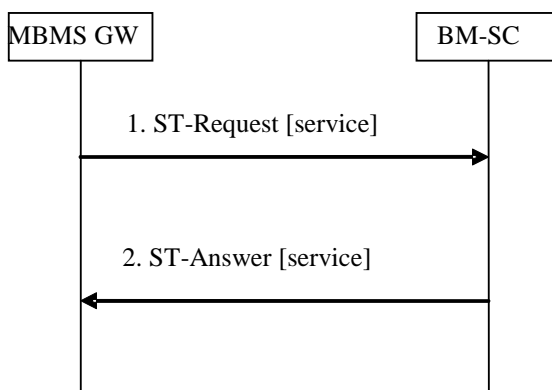 MBMS GW
BM-SC
1. ST-Request [service]
2. ST-Answer [service]